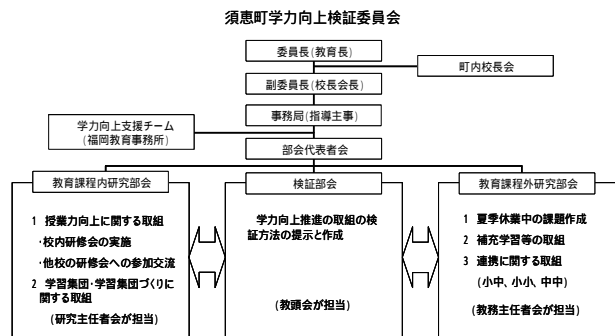 須恵町学力向上検証委員会
委員長(教育長)
町内校長会
副委員長(校長会長)
事務局(指導主事)
学力向上支援チーム
(福岡教育事務所)
部会代表者会
教育課程内研究部会
1 授業力向上に関する取組
・校内研修会の実施
・他校の研修会への参加交流
2 学習集団・学習集団づくりに
関する取組
(研究主任者会が担当)
検証部会
学力向上推進の取組の検
証方法の提示と作成
(教頭会が担当)
教育課程外研究部会
1 夏季休業中の課題作成
2 補充学習等の取組
3 連携に関する取組
(小中、小小、中中)
(教務主任者会が担当)